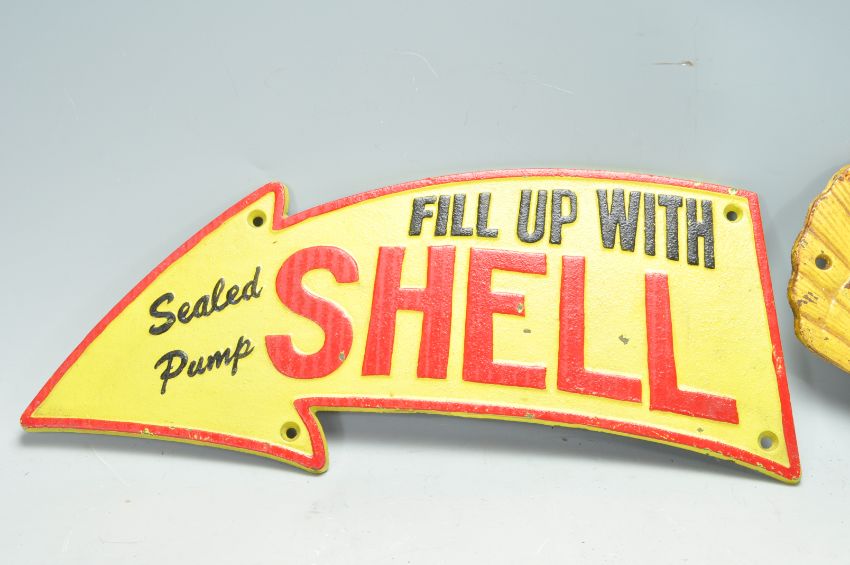 FILL UP WITH
SHELL
Sealed
Pump